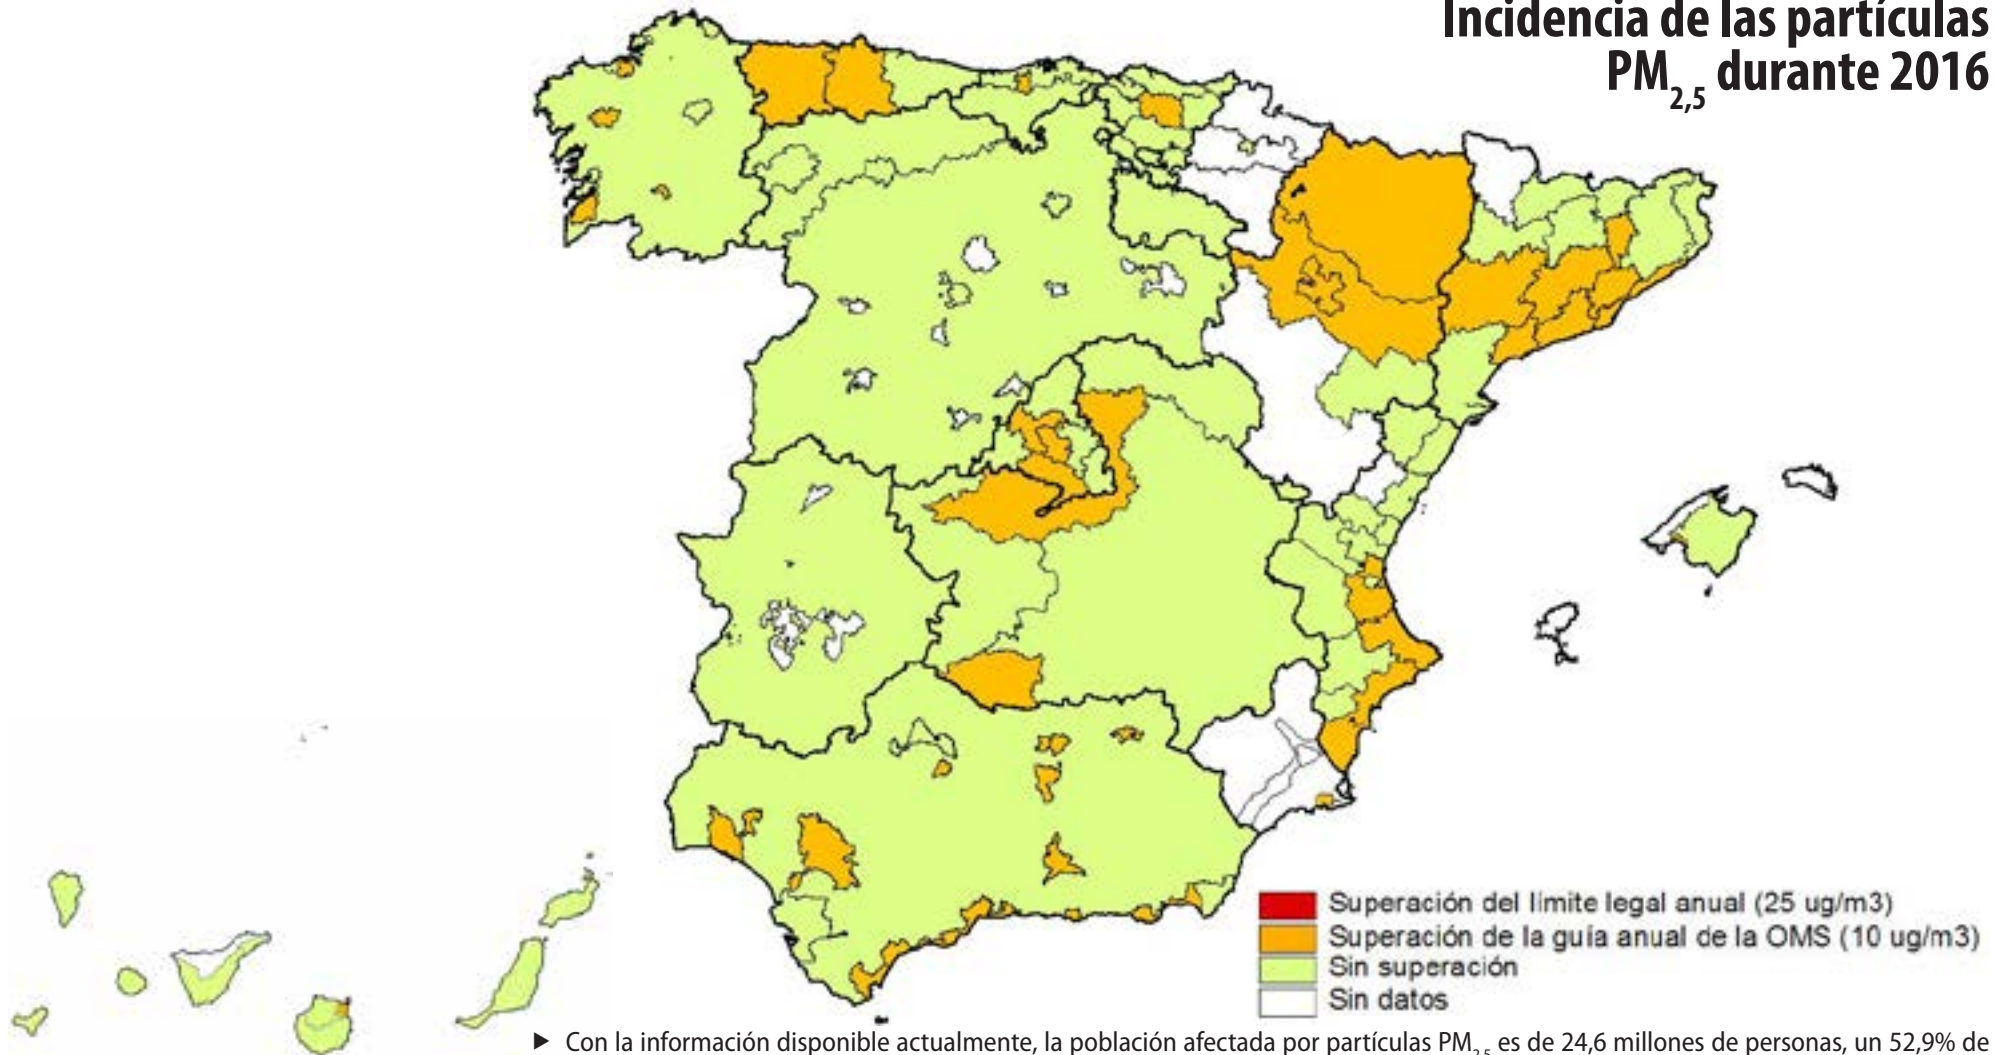 Incidencia de las partículas
PM2,5 durante 2016
Superación del límite legal anual (25 ug/m3)
Superación de la guía anual de la OMS (10 ug/m3)
Sin superación
Sin datos
► Con la información disponible actualmente, la población afectada por partículas PM2,5 es de 24,6 millones de personas, un 52,9% de